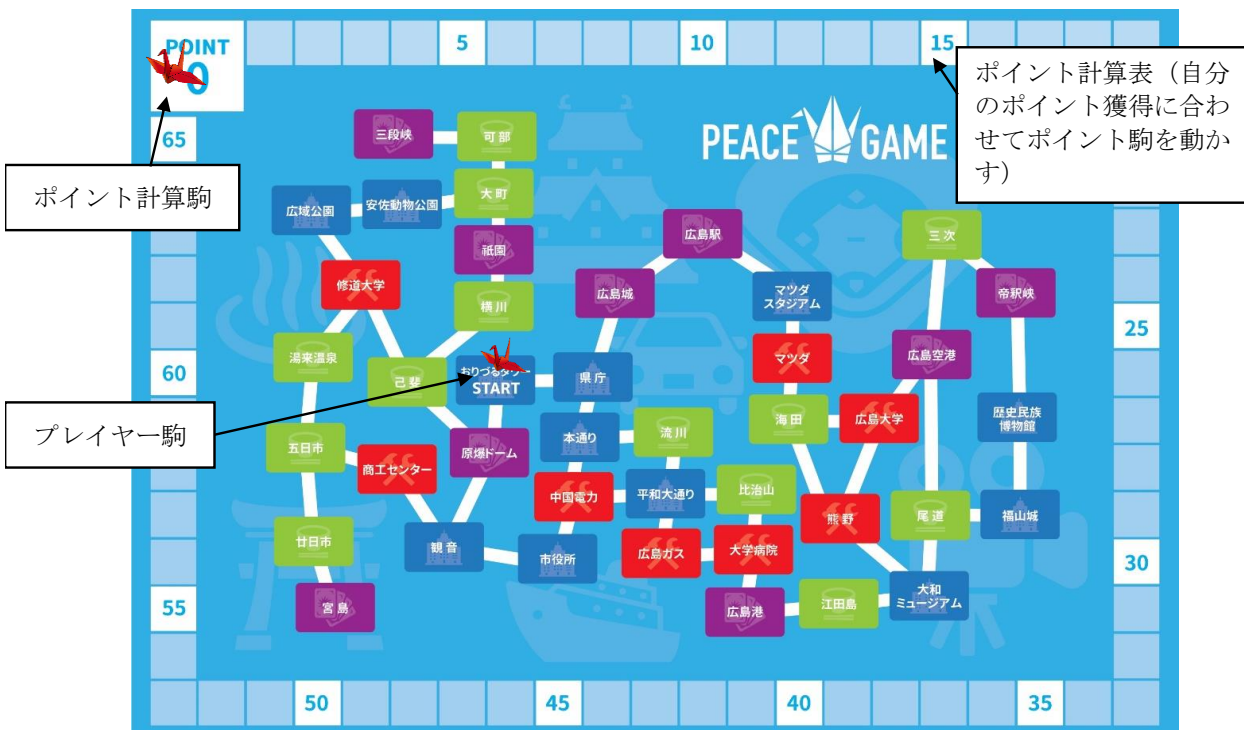 POINT
0
5
10
15
ポイント計算表（自分
のポイント獲得に合わ
せてポイント駒を動か
す）
PEACE GAME
65
三段峡
可部
ポイント計算駒
広域公園
安佐動物公園
大町
広島駅
三次
祇園
修道大学
広島城
マツダ
スタジアム
帝釈峡
横川
25
湯来温泉
己斐
おりづるタワー
START
県庁
マツダ
広島空港
60
プレイヤー駒
五日市
商工センター
原爆ドーム
本通り
流川
海田
広島大学
歴史民族
博物館
中国電力
平和大通り
比治山
熊野
尾道
福山城
廿日市
観音
市役所
広島ガス
大学病院
30
55
宮島
広島港
江田島
大和
ミュージアム
50
45
40
35